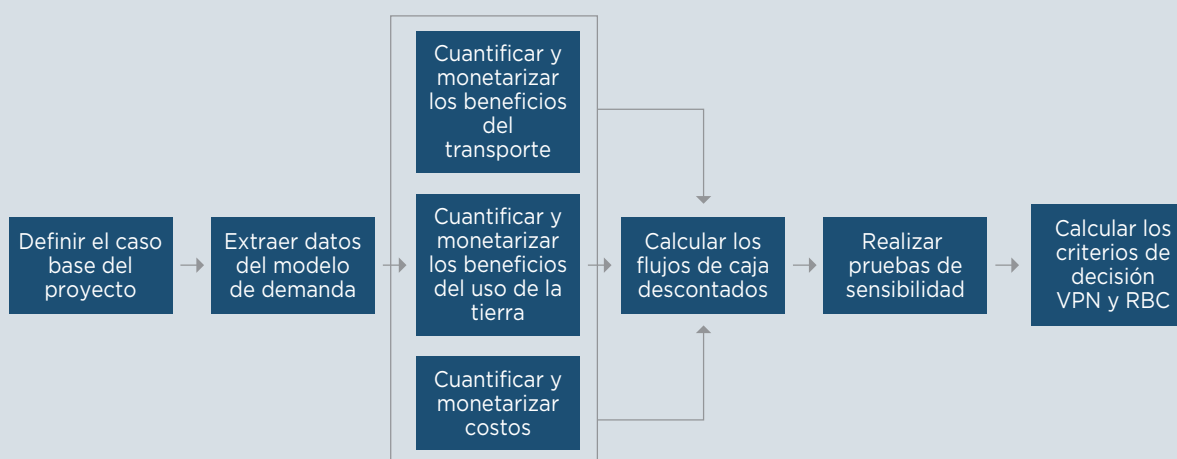 Definir el caso
base del
proyecto
Extraer datos
del modelo
de demanda
Cuantificar y
monetarizar
los beneficios
del
transporte
Cuantificar y
monetarizar
los beneficios
del uso de la
tierra
Cuantificar y
monetarizar
costos
Calcular los
flujos de caja
descontados
Realizar
pruebas de
sensibilidad
Calcular los
criterios de
decisión
VPN y RBC